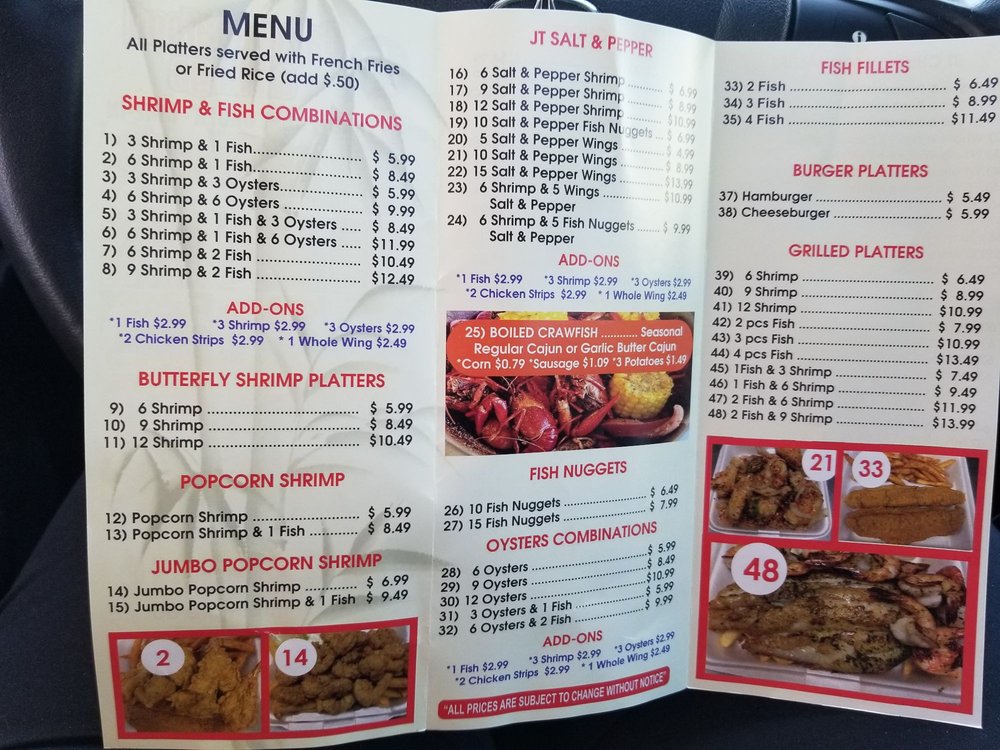 MENU
All Platters served with French Fries
or Fried Rice (add $.50)
SHRIMP & FISH COMBINATIONS
1) 3 Shrimp & 1 Fish.......................... $ 5.99
2) 6 Shrimp & 1 Fish.......................... $ 8.49
3) 3 Shrimp & 3 Oysters.................... $ 5.99
4) 6 Shrimp & 6 Oysters .................... $ 9.99
5) 3 Shrimp & 1 Fish & 3 Oysters ..... $ 8.49
6) 6 Shrimp & 1 Fish & 6 Oysters ..... $11.99
7) 6 Shrimp & 2 Fish.......................... $10.49
8) 9 Shrimp & 2 Fish.......................... $12.49
ADD-ONS
*1 Fish $2.99 *3 Shrimp $2.99 *3 Oysters $2.99
*2 Chicken Strips $2.99 * 1 Whole Wing $2.49
BUTTERFLY SHRIMP PLATTERS
9) 6 Shrimp .................................... $ 5.99
10) 9 Shrimp .................................... $ 8.49
11) 12 Shrimp .................................... $10.49
POPCORN SHRIMP
12) Popcorn Shrimp ............................ $ 5.99
13) Popcorn Shrimp & 1 Fish ............. $ 8.49
JUMBO POPCORN SHRIMP
14) Jumbo Popcorn Shrimp ............... $ 6.99
15) Jumbo Popcorn Shrimp & 1 Fish $ 9.49
2
14
JT SALT & PEPPER
16) 6 Salt & Pepper Shrimp ........... $ 6.99
17) 9 Salt & Pepper Shrimp ........... $ 8.99
18) 12 Salt & Pepper Shrimp ........... $10.99
19) 10 Salt & Pepper Fish Nuggets ... $ 6.99
20) 5 Salt & Pepper Wings ............. $ 4.99
21) 10 Salt & Pepper Wings ............. $ 8.99
22) 15 Salt & Pepper Wings ............. $13.99
23) 6 Shrimp & 5 Wings ................ $10.99
Salt & Pepper
24) 6 Shrimp & 5 Fish Nuggets........ $ 9.99
Salt & Pepper
ADD-ONS
*1 Fish $2.99 *3 Shrimp $2.99 *3 Oysters $2.99
*2 Chicken Strips $2.99 * 1 Whole Wing $2.49
25) BOILED CRAWFISH ............ Seasonal
Regular Cajun or Garlic Butter Cajun
*Corn $0.79 *Sausage $1.09 *3 Potatoes $1.49
FISH NUGGETS
26) 10 Fish Nuggets ...................... $ 6.49
27) 15 Fish Nuggets ...................... $ 7.99
OYSTERS COMBINATIONS
28) 6 Oysters ............................... $ 5.99
29) 9 Oysters ............................... $ 8.49
30) 12 Oysters ............................... $10.99
31) 3 Oysters & 1 Fish .................. $ 5.99
32) 6 Oysters & 2 Fish .................. $ 9.99
ADD-ONS
*1 Fish $2.99 *3 Shrimp $2.99 *3 Oysters $2.99
*2 Chicken Strips $2.99 * 1 Whole Wing $2.49
"ALL PRICES ARE SUBJECT TO CHANGE WITHOUT NOTICE"
FISH FILLETS
33) 2 Fish .................................... $ 6.49
34) 3 Fish .................................... $ 8.99
35) 4 Fish .................................... $11.49
BURGER PLATTERS
37) Hamburger .......................... $ 5.49
38) Cheeseburger ...................... $ 5.99
GRILLED PLATTERS
39) 6 Shrimp ............................... $ 6.49
40) 9 Shrimp ............................... $ 8.99
41) 12 Shrimp ............................... $10.99
42) 2 pcs Fish ............................... $ 7.99
43) 3 pcs Fish ............................... $10.99
44) 4 pcs Fish ............................... $13.49
45) 1Fish & 3 Shrimp ..................... $ 7.49
46) 1 Fish & 6 Shrimp .................... $ 9.49
47) 2 Fish & 6 Shrimp .................... $11.99
48) 2 Fish & 9 Shrimp .................... $13.99
21
33
48